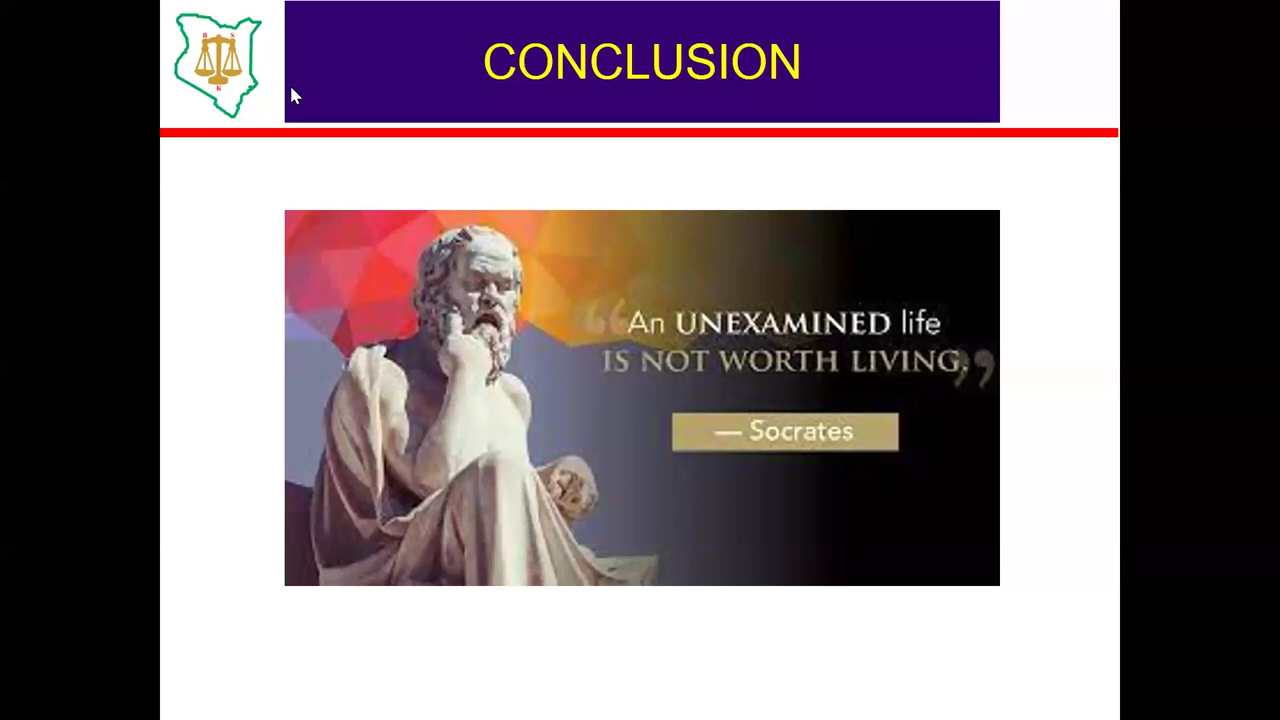 B S
K
CONCLUSION
“An UNEXAMINED life
IS NOT WORTH LIVING.”
— Socrates